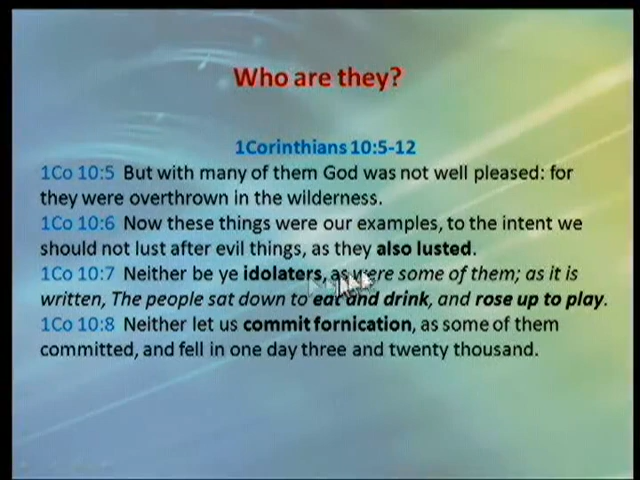 Who are they?
1Corinthians 10:5-12
1Co 10:5 But with many of them God was not well pleased: for
they were overthrown in the wilderness.
1Co 10:6 Now these things were our examples, to the intent we
should not lust after evil things, as they also lusted.
1Co 10:7 Neither be ye idolaters, as were some of them; as it is
written, The people sat down to eat and drink, and rose up to play.
1Co 10:8 Neither let us commit fornication, as some of them
committed, and fell in one day three and twenty thousand.